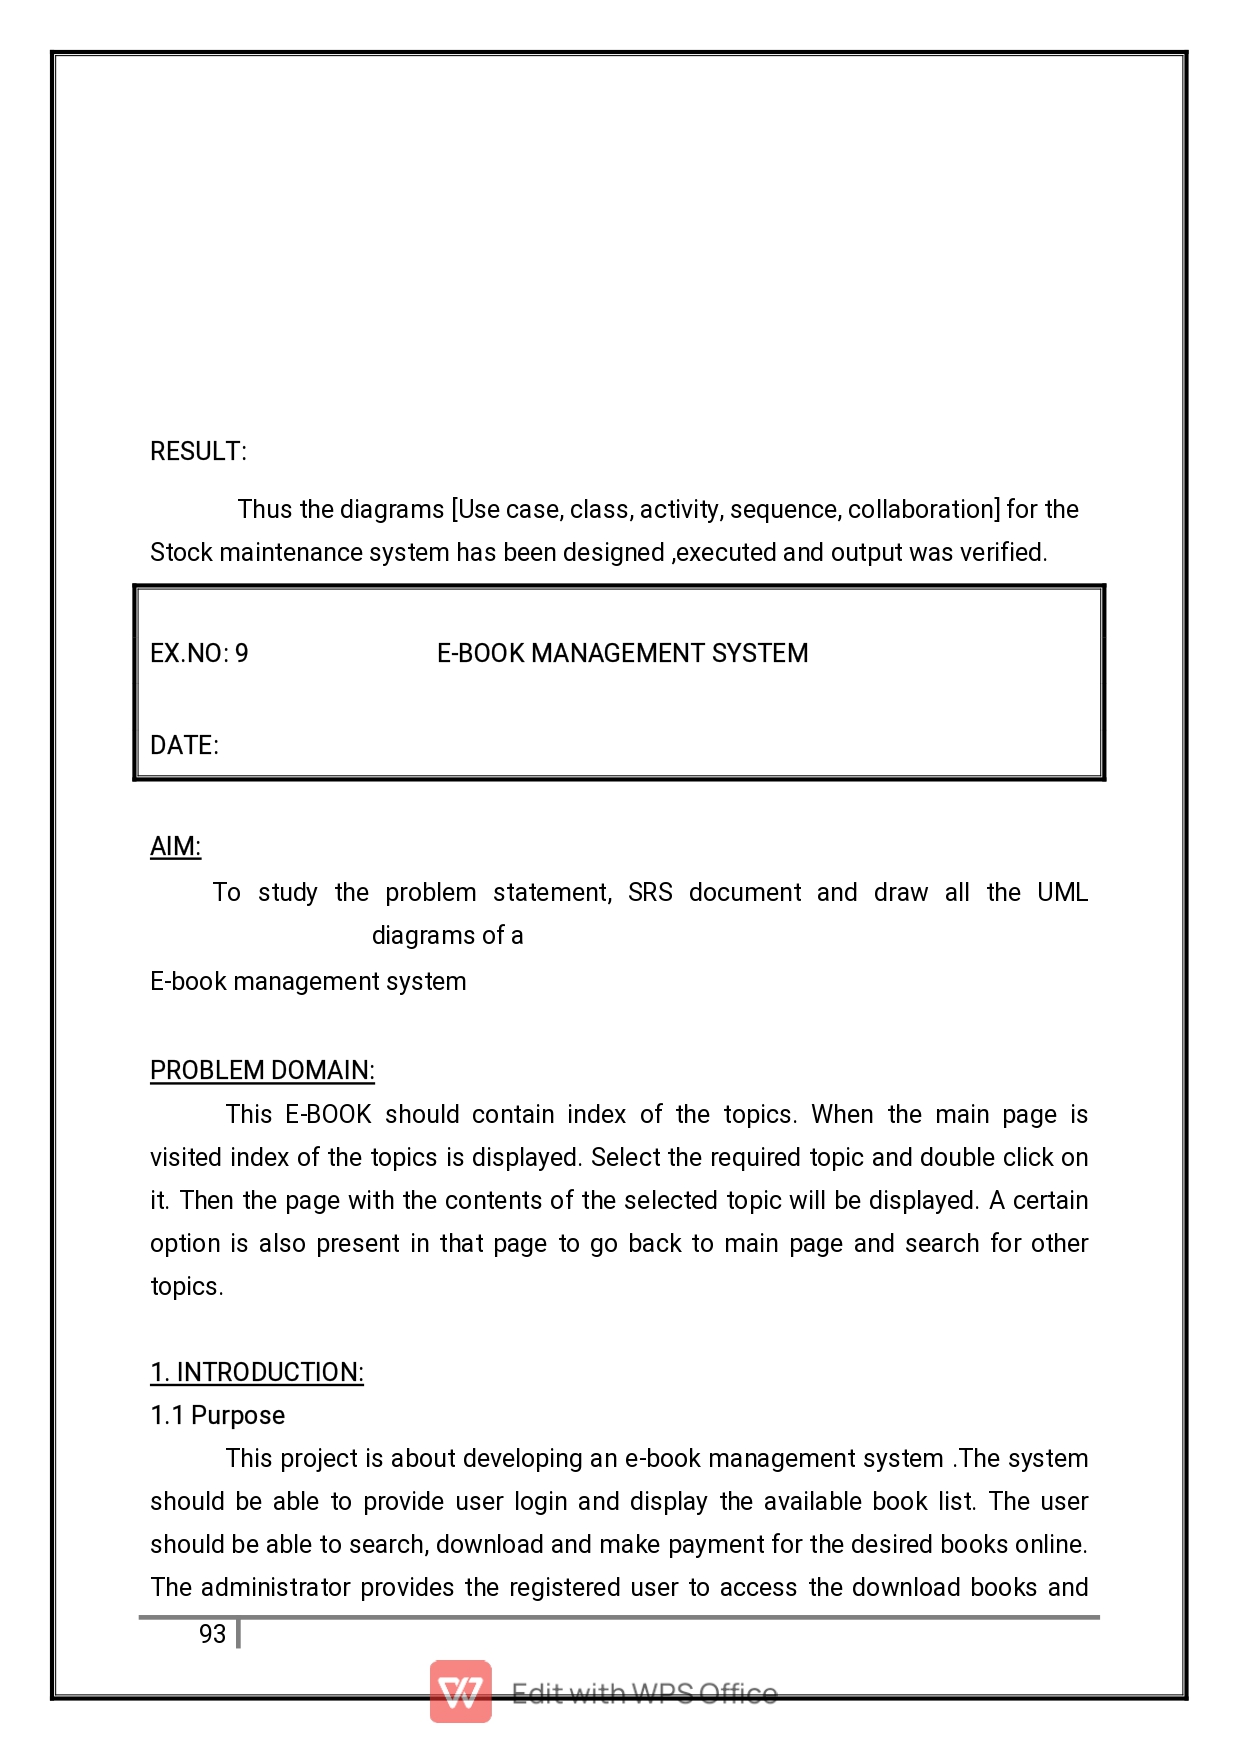 RESULT:
Thus the diagrams [Use case, class, activity, sequence, collaboration] for the
Stock maintenance system has been designed ,executed and output was verified.
EX.NO: 9 E-BOOK MANAGEMENT SYSTEM
DATE:
AIM:
To study the problem statement, SRS document and draw all the UML
diagrams of a
E-book management system
PROBLEM DOMAIN:
This E-BOOK should contain index of the topics. When the main page is
visited index of the topics is displayed. Select the required topic and double click on
it. Then the page with the contents of the selected topic will be displayed. A certain
option is also present in that page to go back to main page and search for other
topics.
1. INTRODUCTION:
1.1 Purpose
This project is about developing an e-book management system .The system
should be able to provide user login and display the available book list. The user
should be able to search, download and make payment for the desired books online.
The administrator provides the registered user to access the download books and
93
Edit with WPS Office